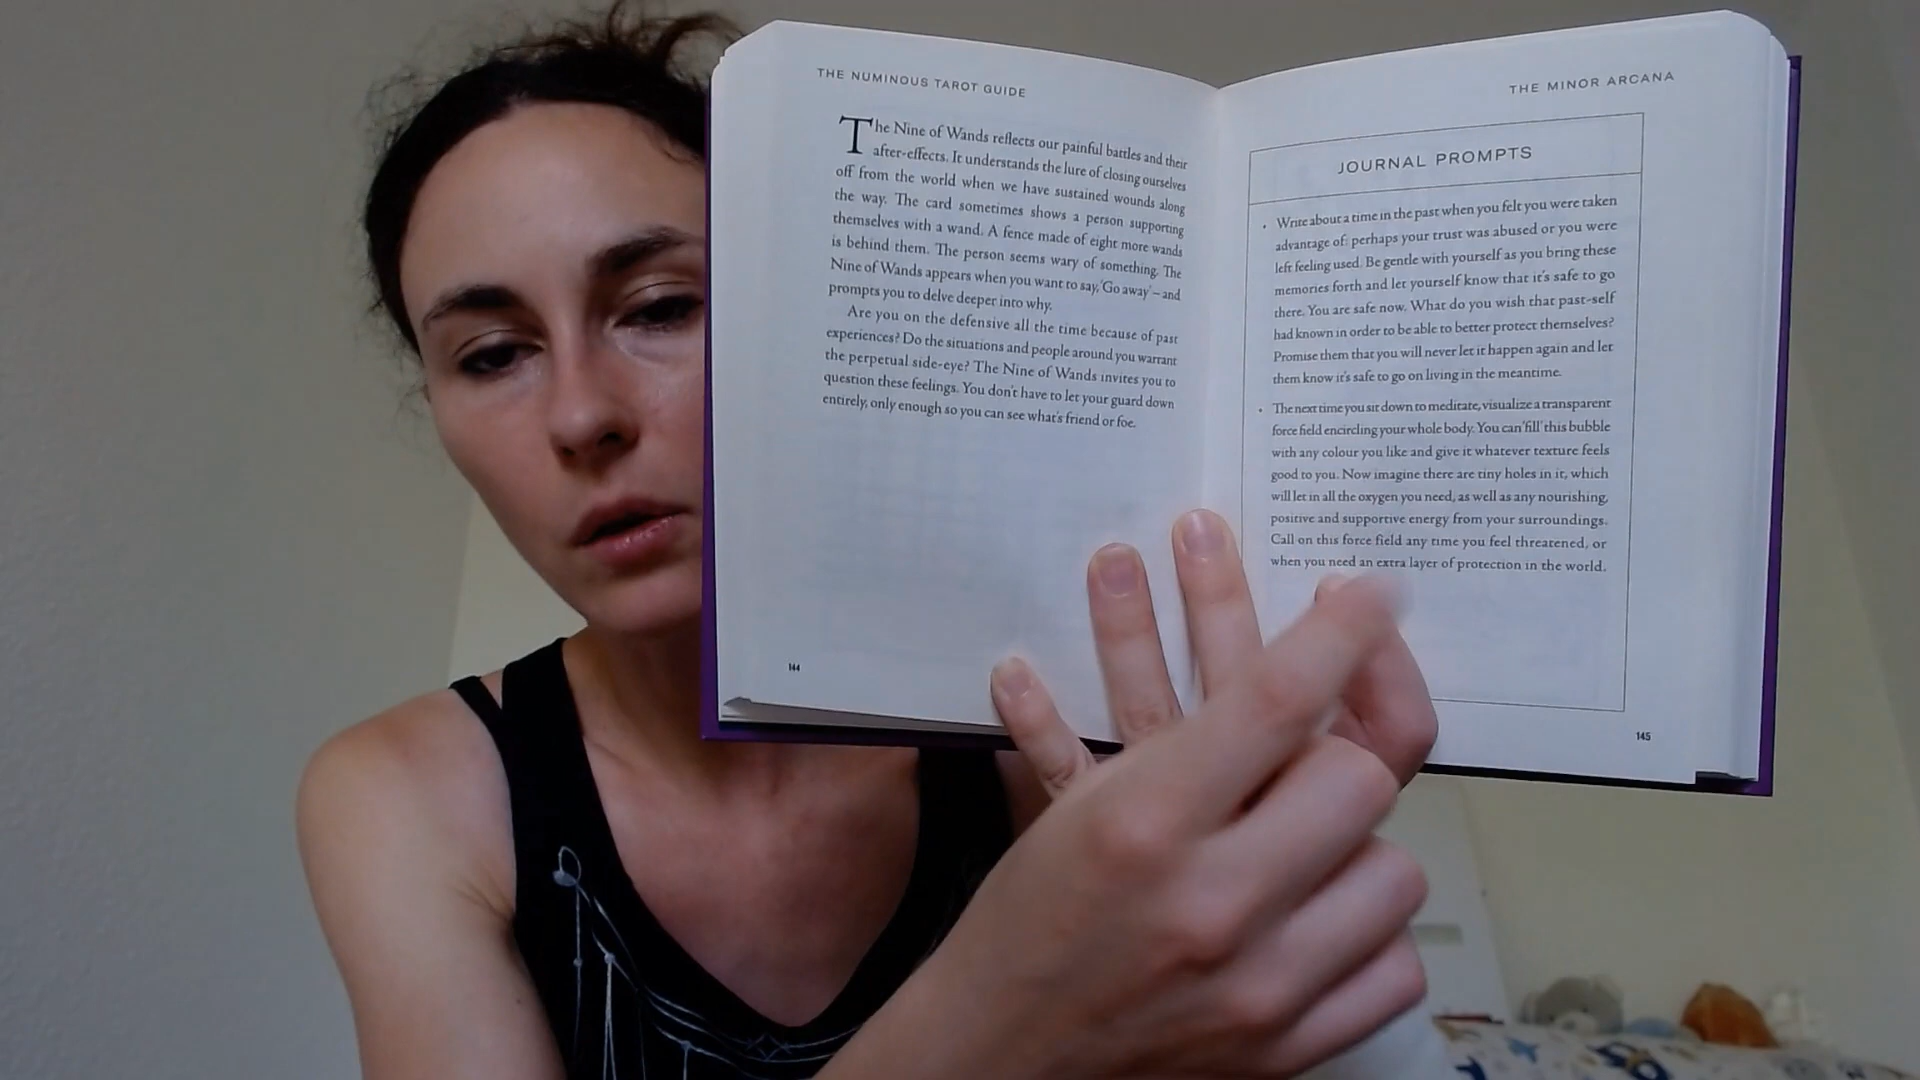 THE NUMINOUS TAROT GUIDE
The Nine of Wands reflects our painful battles and their
after-effects. It understands the lure of closing ourselves
off from the world when we have sustained wounds along
the way. The card sometimes shows a person supporting
themselves with a wand. A fence made of eight more wands
is behind them. The person seems wary of something. The
Nine of Wands appears when you want to say, 'Go away' – and
prompts you to delve deeper into why.
Are you on the defensive all the time because of past
experiences? Do the situations and people around you warrant
the perpetual side-eye? The Nine of Wands invites you to
question these feelings. You don't have to let your guard down
entirely, only enough so you can see what's friend or foe.
144
THE MINOR ARCANA
JOURNAL PROMPTS
• Write about a time in the past when you felt you were taken
advantage of: perhaps your trust was abused or you were
left feeling used. Be gentle with yourself as you bring these
memories forth and let yourself know that it's safe to go
there. You are safe now. What do you wish that past-self
had known in order to be able to better protect themselves?
Promise them that you will never let it happen again and let
them know it's safe to go on living in the meantime.
• The next time you sit down to meditate, visualize a transparent
force field encircling your whole body. You can 'fill' this bubble
with any colour you like and give it whatever texture feels
good to you. Now imagine there are tiny holes in it, which
will let in all the oxygen you need, as well as any nourishing,
positive and supportive energy from your surroundings.
Call on this force field any time you feel threatened, or
when you need an extra layer of protection in the world.
145